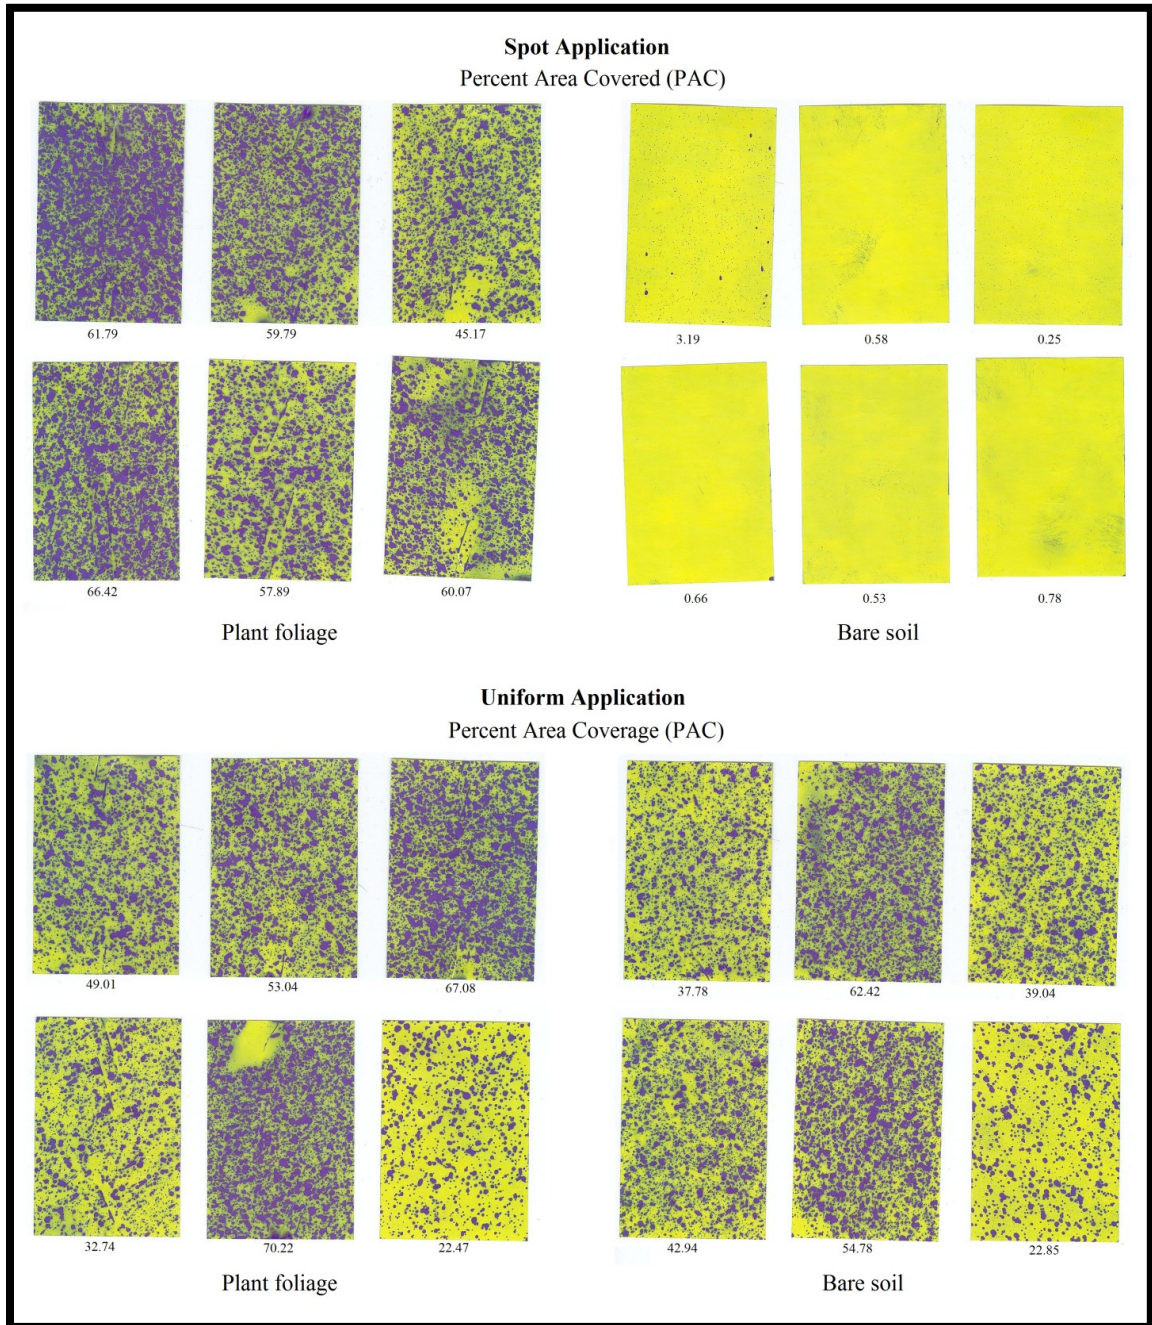 Spot Application
Percent Area Covered (PAC)
61.79 59.79 45.17 3.19 0.58 0.25
66.42 57.89 60.07 0.66 0.53 0.78
Plant foliage Bare soil
Uniform Application
Percent Area Coverage (PAC)
49.01 53.04 67.08 37.78 62.42 39.04
32.74 70.22 22.47 42.94 54.78 22.85
Plant foliage Bare soil